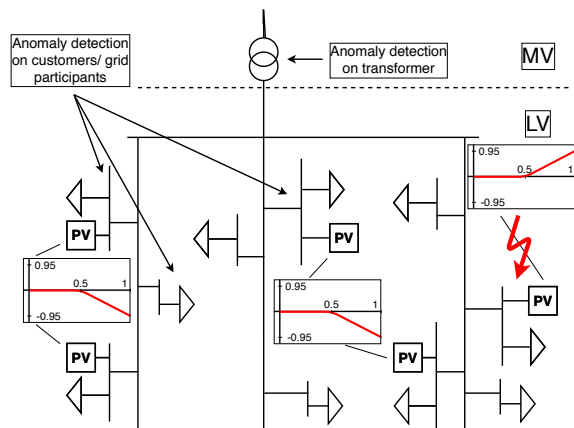 Anomaly detection
on customers/ grid
participants
Anomaly detection
on transformer
MV
LV
0.95
0.5
1
-0.95
PV
PV
0.95
0.5
1
-0.95
0.95
0.5
1
-0.95
PV
PV
PV